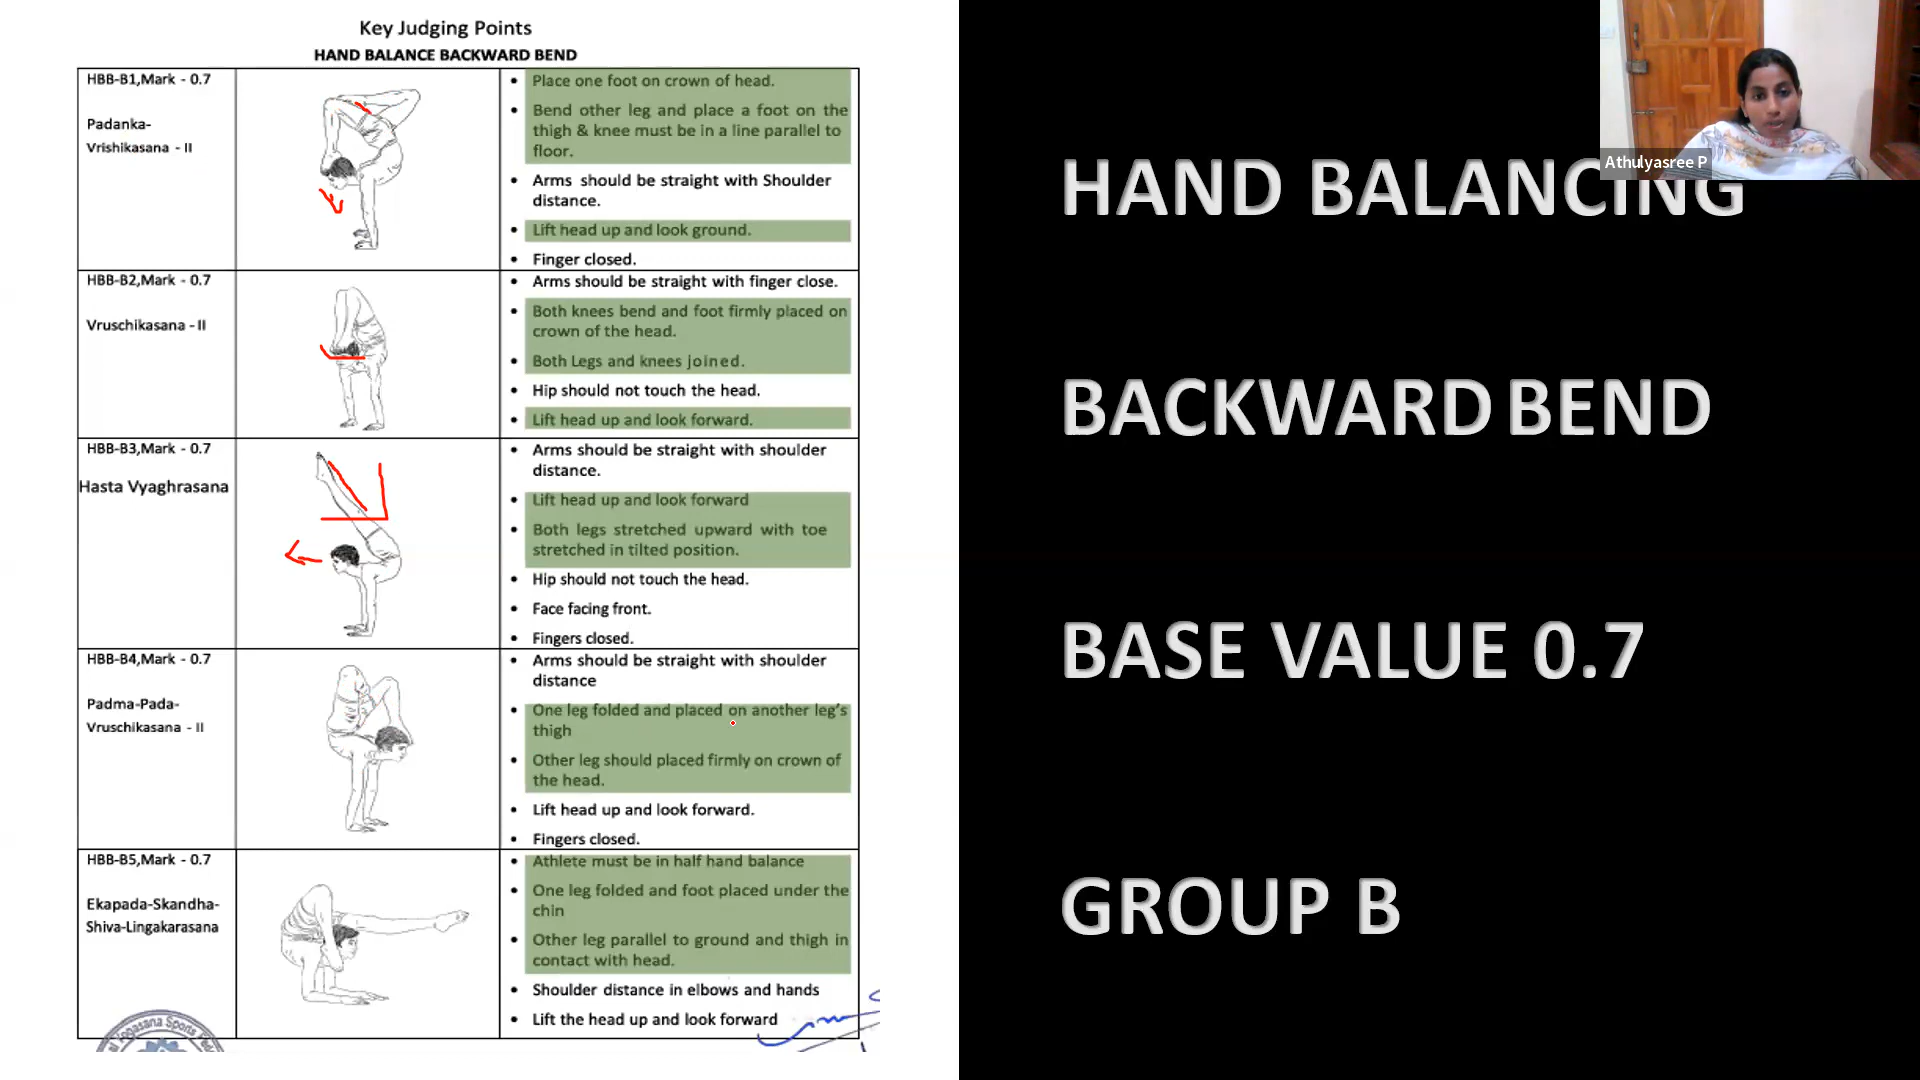 Key Judging Points
HAND BALANCE BACKWARD BEND
HBB-B1,Mark - 0.7
Padanka-
Vrishikasana - II
• Place one foot on crown of head.
• Bend other leg and place a foot on the
thigh & knee must be in a line parallel to
floor.
• Arms should be straight with Shoulder
distance.
• Lift head up and look ground.
• Finger closed.
HBB-B2,Mark - 0.7
Vruschikasana - II
• Arms should be straight with finger close.
• Both knees bend and foot firmly placed on
crown of the head.
• Both Legs and knees joined.
• Hip should not touch the head.
• Lift head up and look forward.
HBB-B3,Mark - 0.7
Hasta Vyaghrasana
• Arms should be straight with shoulder
distance.
• Lift head up and look forward
• Both legs stretched upward with toe
stretched in tilted position.
• Hip should not touch the head.
• Face facing front.
• Fingers closed.
HBB-B4,Mark - 0.7
Padma-Pada-
Vruschikasana - II
• Arms should be straight with shoulder
distance
• One leg folded and placed on another leg's
thigh
• Other leg should placed firmly on crown of
the head.
• Lift head up and look forward.
• Fingers closed.
HBB-B5,Mark - 0.7
Ekapada-Skandha-
Shiva-Lingakarasana
• Athlete must be in half hand balance
• One leg folded and foot placed under the
chin
• Other leg parallel to ground and thigh in
contact with head.
• Shoulder distance in elbows and hands
• Lift the head up and look forward
Yogasana Sports
HAND BALANCING
BACKWARD BEND
BASE VALUE 0.7
GROUP B
Athulyasree P